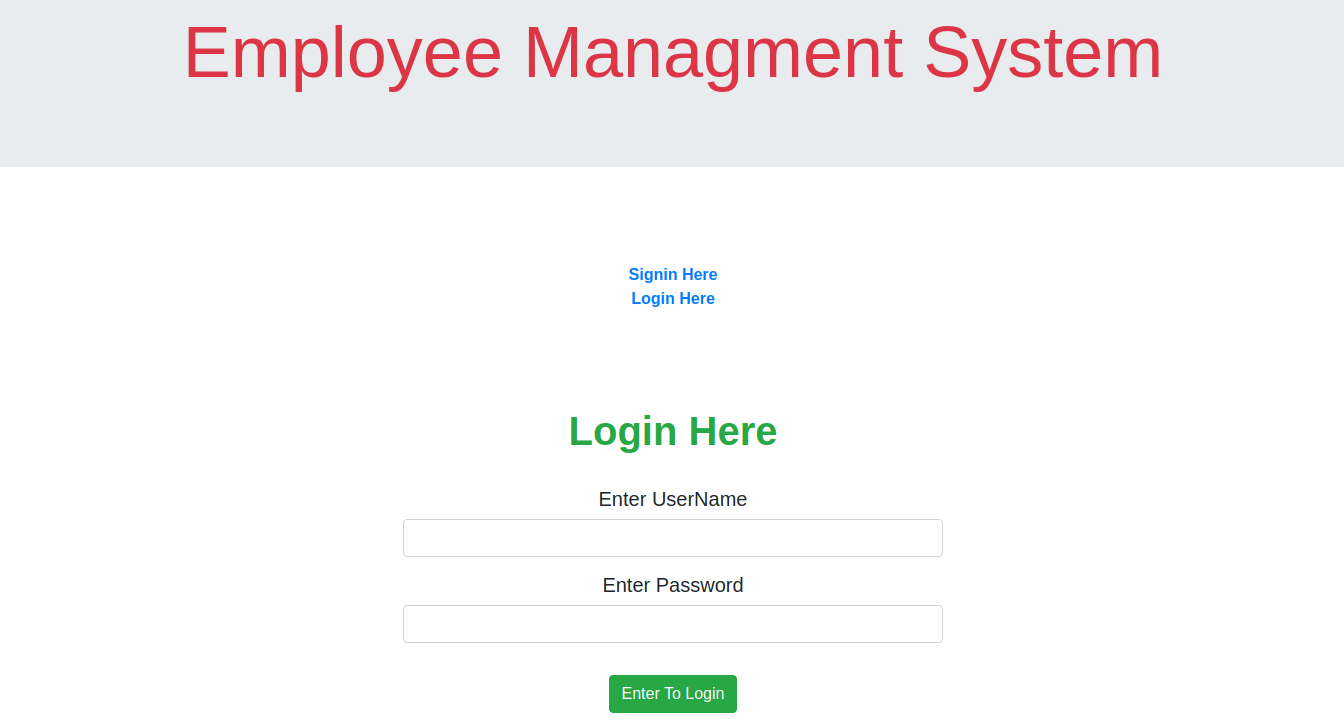 Employee Managment System
Signin Here
Login Here
Login Here
Enter UserName
Enter Password
Enter To Login